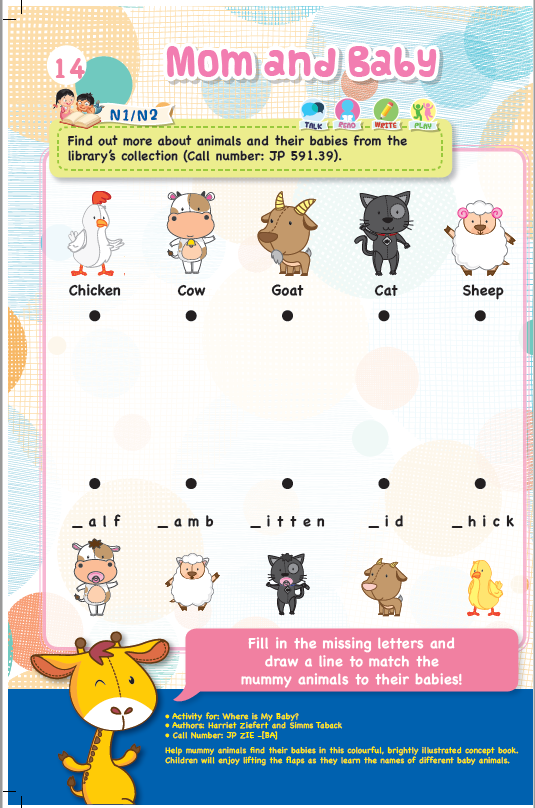 14
Mom and Baby
N1/N2
TALK READ WRITE PLAY
Find out more about animals and their babies from the
library's collection (Call number: JP 591.39).
Chicken Cow Goat Cat Sheep
_alf _amb _itten _id _hick
Fill in the missing letters and
draw a line to match the
mummy animals to their babies!
• Activity for: Where is My Baby?
• Authors: Harriet Ziefert and Simms Taback
• Call Number: JP ZIE -[BA]
Help mummy animals find their babies in this colourful, brightly illustrated concept book.
Children will enjoy lifting the flaps as they learn the names of different baby animals.